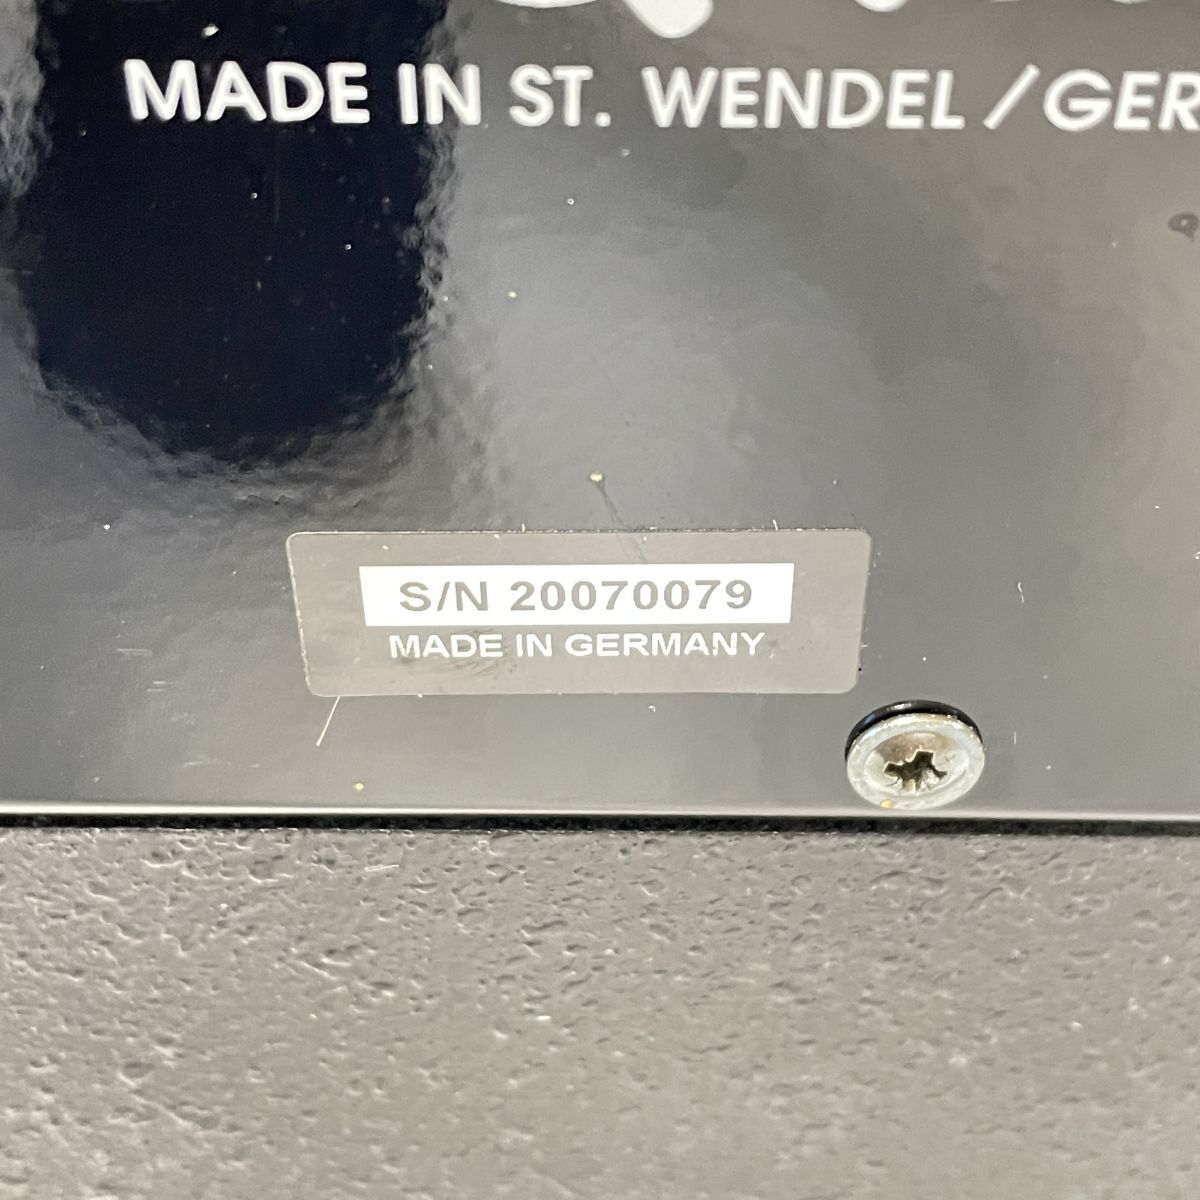 MADE IN ST. WENDEL / GER
S/N 20070079
MADE IN GERMANY